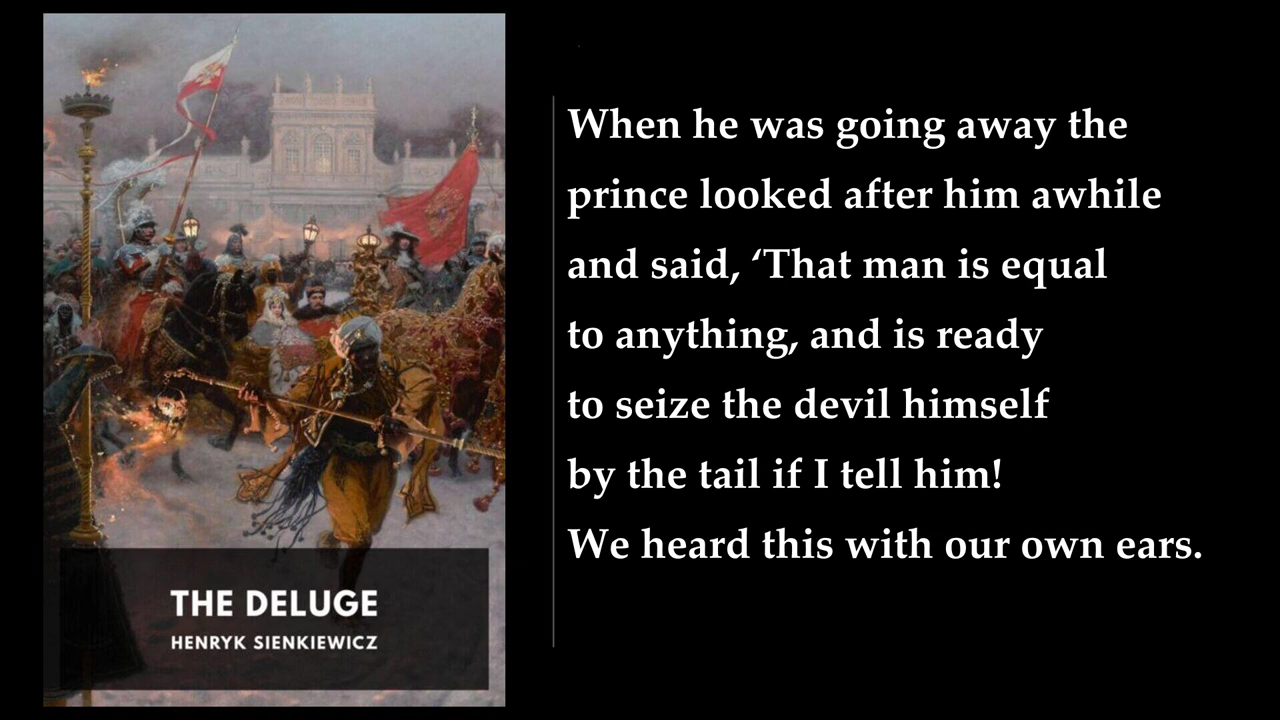 When he was going away the
prince looked after him awhile
and said, ‘That man is equal
to anything, and is ready
to seize the devil himself
by the tail if I tell him!
We heard this with our own ears.
THE DELUGE
HENRYK SIENKIEWICZ